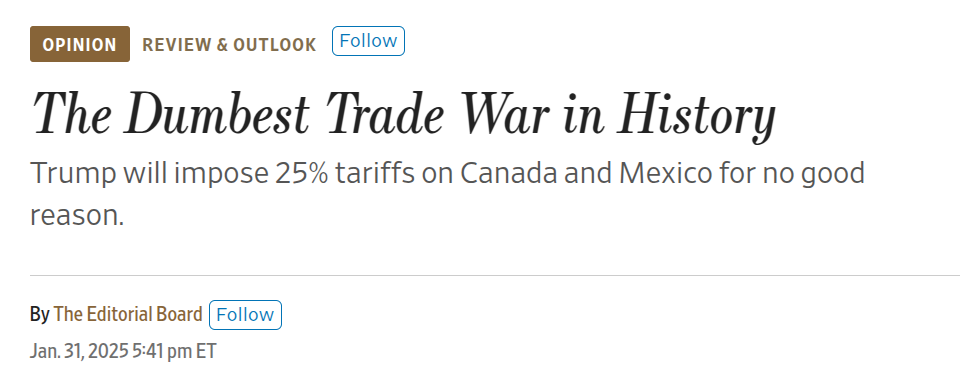 OPINION REVIEW & OUTLOOK Follow
The Dumbest Trade War in History
Trump will impose 25% tariffs on Canada and Mexico for no good
reason.
By The Editorial Board Follow
Jan. 31, 2025 5:41 pm ET